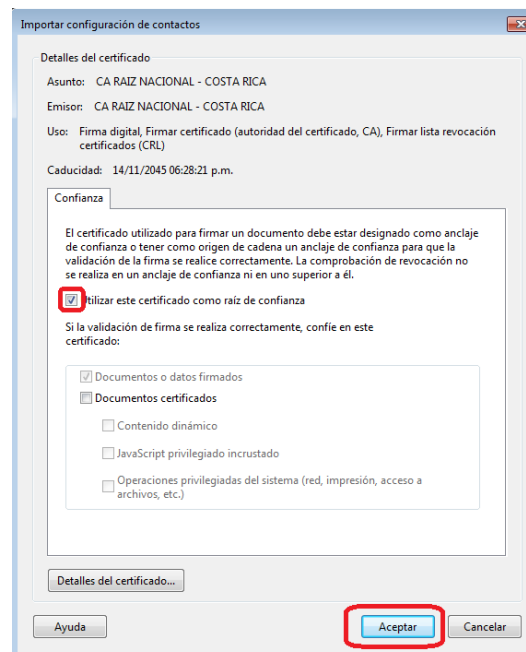 Importar configuración de contactos
Detalles del certificado
Asunto: CA RAIZ NACIONAL - COSTA RICA
Emisor: CA RAIZ NACIONAL - COSTA RICA
Uso: Firma digital, Firmar certificado (autoridad del certificado, CA), Firmar lista revocación
certificados (CRL)
Caducidad: 14/11/2045 06:28:21 p.m.
Confianza
El certificado utilizado para firmar un documento debe estar designado como anclaje
de confianza o tener como origen de cadena un anclaje de confianza para que la
validación de la firma se realice correctamente. La comprobación de revocación no
se realiza en un anclaje de confianza ni en uno superior a él.
Utilizar este certificado como raíz de confianza
Si la validación de firma se realiza correctamente, confíe en este
certificado:
Documentos o datos firmados
Documentos certificados
Contenido dinámico
JavaScript privilegiado incrustado
Operaciones privilegiadas del sistema (red, impresión, acceso a
archivos, etc.)
Detalles del certificado...
Ayuda
Aceptar
Cancelar